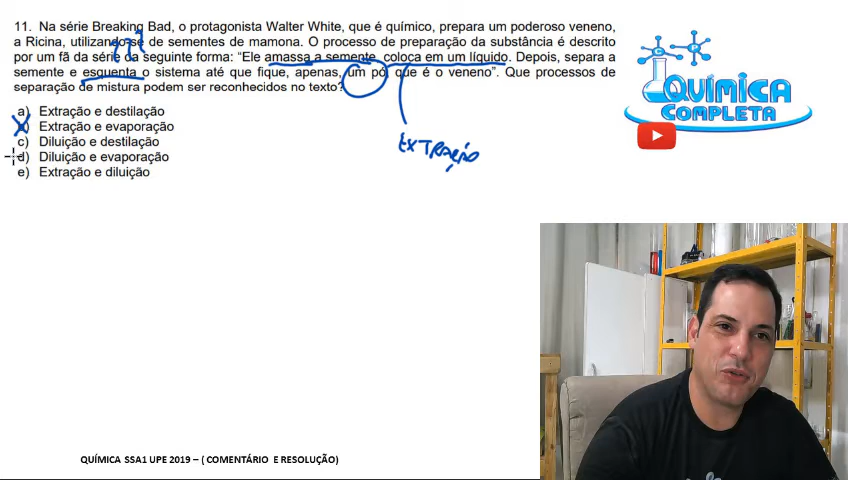 11. Na série Breaking Bad, o protagonista Walter White, que é químico, prepara um poderoso veneno,
a Ricina, utilizando-se de sementes de mamona. O processo de preparação da substância é descrito
por um fã da série da seguinte forma: “Ele amassa a semente, coloca em um líquido. Depois, separa a
semente e esquenta o sistema até que fique, apenas, um pó, que é o veneno”. Que processos de
separação de mistura podem ser reconhecidos no texto?
a) Extração e destilação
b) Extração e evaporação
c) Diluição e destilação
d) Diluição e evaporação
e) Extração e diluição
???
EXTRAÇÃO
C P
QUÍMICA
COMPLETA
QUÍMICA SSA1 UPE 2019 – ( COMENTÁRIO E RESOLUÇÃO)